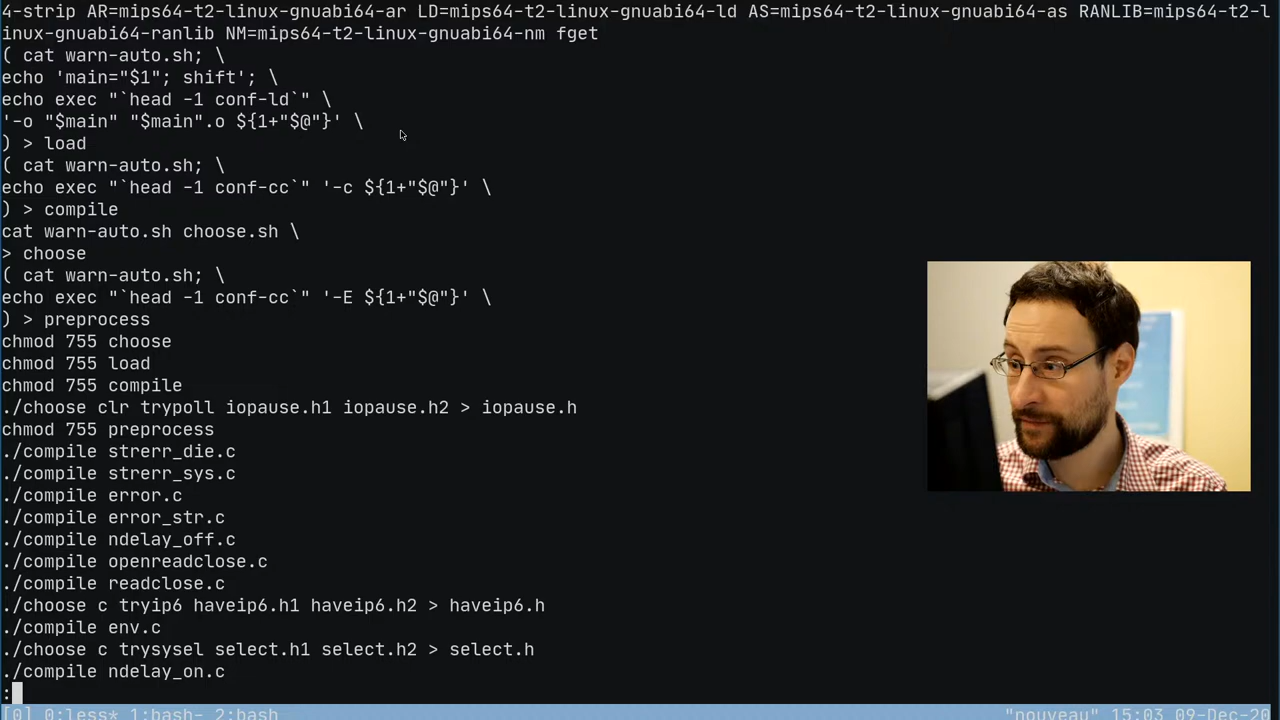 4-strip AR=mips64-t2-linux-gnuabi64-ar LD=mips64-t2-linux-gnuabi64-ld AS=mips64-t2-linux-gnuabi64-as RANLIB=mips64-t2-l
inux-gnuabi64-ranlib NM=mips64-t2-linux-gnuabi64-nm fget
( cat warn-auto.sh; \
echo 'main="$1"; shift'; \
echo exec "`head -1 conf-ld`" \
'-o "$main" "$main".o ${1+"$@"}' \
) > load
( cat warn-auto.sh; \
echo exec "`head -1 conf-cc`" '-c ${1+"$@"}' \
) > compile
cat warn-auto.sh choose.sh \
> choose
( cat warn-auto.sh; \
echo exec "`head -1 conf-cc`" '-E ${1+"$@"}' \
) > preprocess
chmod 755 choose
chmod 755 load
chmod 755 compile
./choose clr trypoll iopause.h1 iopause.h2 > iopause.h
chmod 755 preprocess
./compile strerr_die.c
./compile strerr_sys.c
./compile error.c
./compile error_str.c
./compile ndelay_off.c
./compile openreadclose.c
./compile readclose.c
./choose c tryip6 haveip6.h1 haveip6.h2 > haveip6.h
./compile env.c
./choose c trysysel select.h1 select.h2 > select.h
./compile ndelay_on.c
:
[0] 0:less* 1:bash- 2:bash "nouveau" 15:03 09-Dec-20